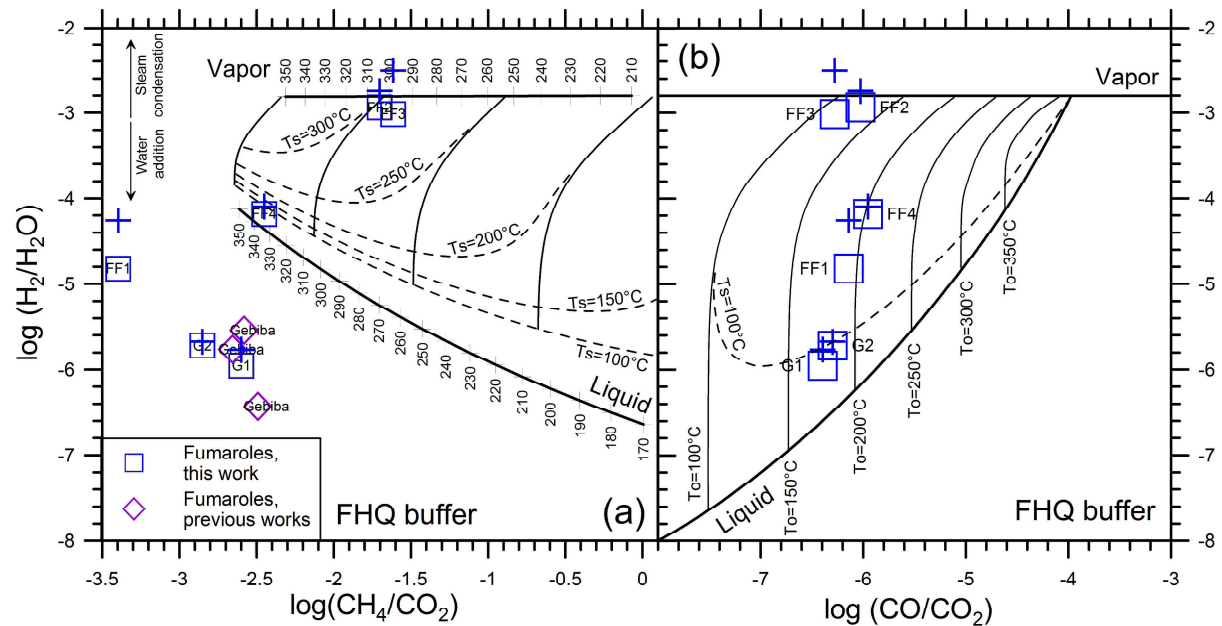 -2
-3
-4
-5
-6
-7
-8
log (H2/H2O)
Steam
condensation
Water
addition
Vapor
350
330
320
310
300
290
280
270
260
250
240
230
220
210
FF2
FF3
Ts=300°C
Ts=250°C
Ts=200°C
Ts=150°C
Ts=100°C
FF4
FF1
350
340
330
320
310
300
290
280
270
260
250
240
230
220
210
200
190
180
170
Liquid
Gebiba
Gebiba
G2
G1
Gebiba
Fumaroles,
this work
Fumaroles,
previous works
FHQ buffer
(a)
-3.5
-3
-2.5
-2
-1.5
-1
-0.5
0
log(CH4/CO2)
(b)
Vapor
FF3
FF2
FF4
FF1
Ts=100°C
G2
G1
To=100°C
To=150°C
To=200°C
To=250°C
To=300°C
To=350°C
Liquid
FHQ buffer
-7
-6
-5
-4
-3
log (CO/CO2)
-2
-3
-4
-5
-6
-7
-8